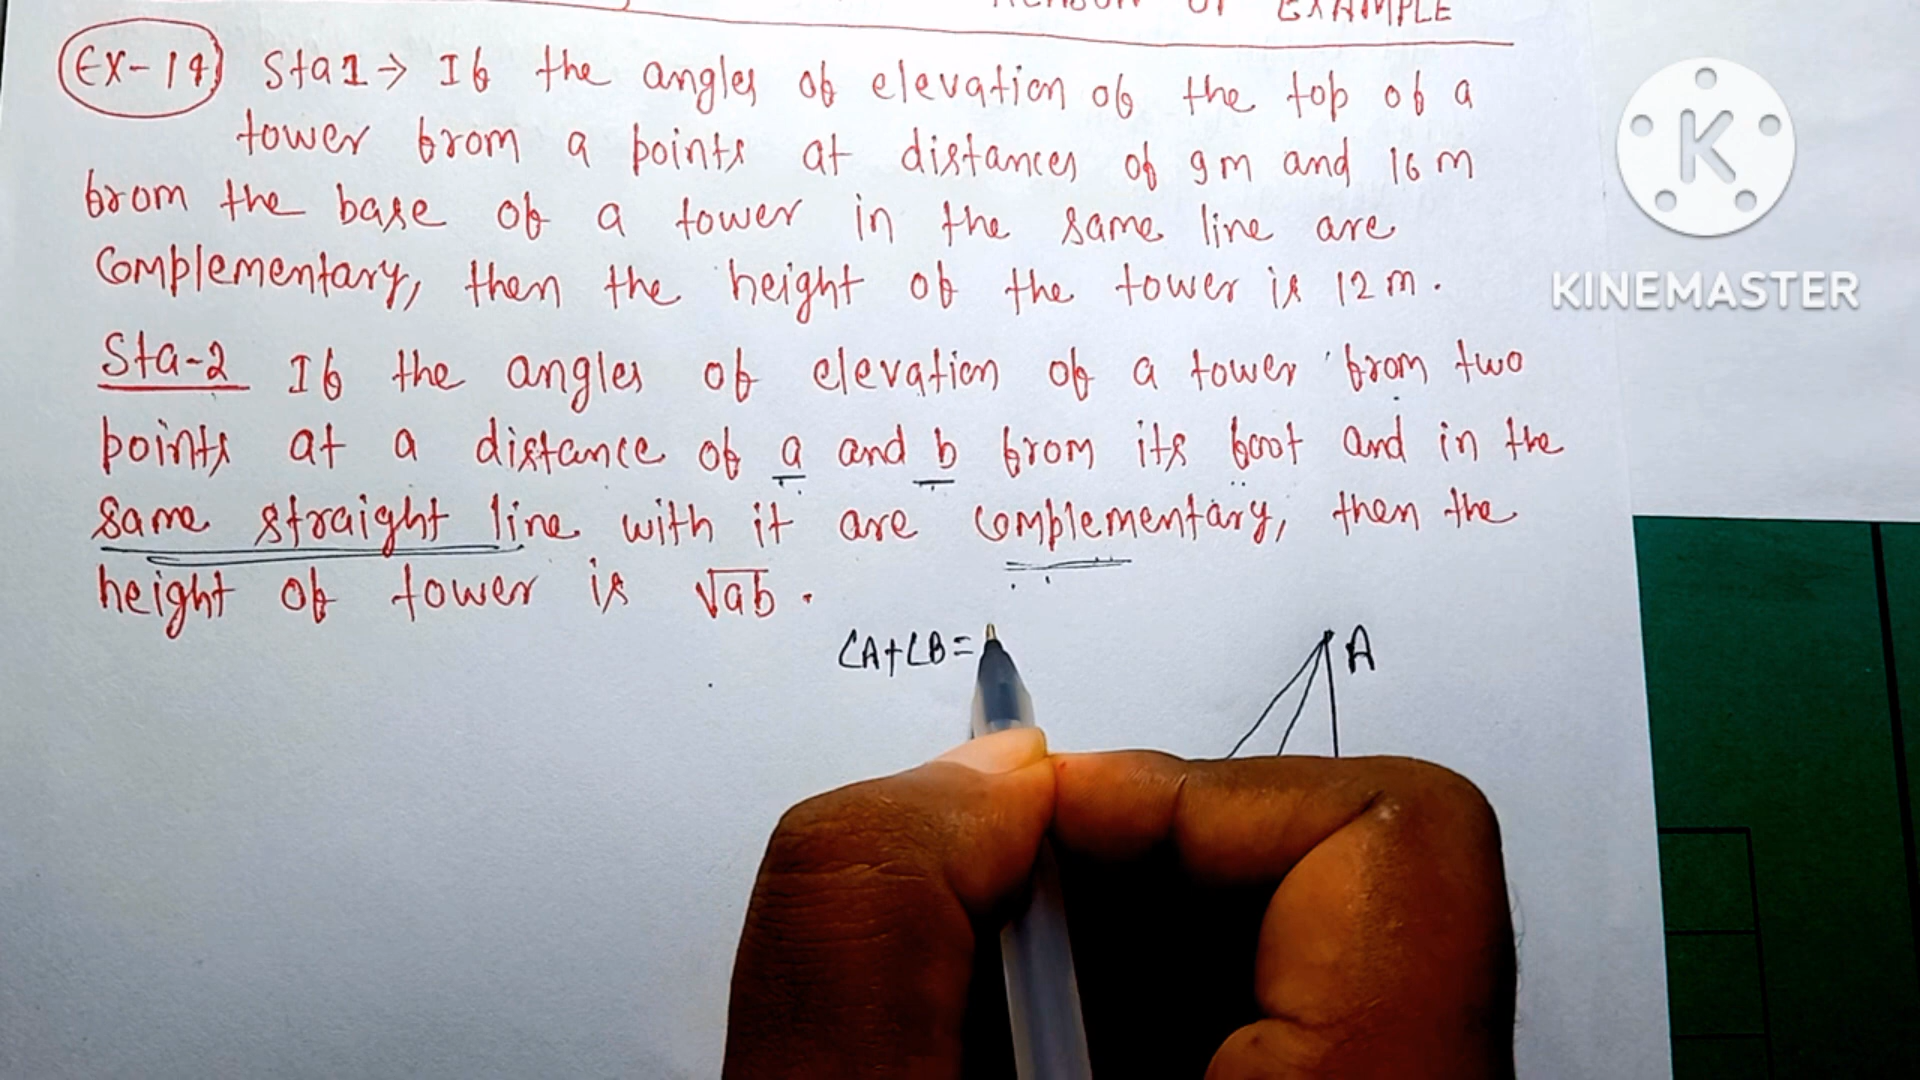 EXAMPLE
EX-19 Sta1→ If the angles of elevation of the top of a
tower from a points at distances of 9m and 16 m
from the base of a tower in the same line are
Complementary, then the height of the tower is 12 m.
Sta-2 If the angles of elevation of a tower from two
points at a distance of a and b from its foot and in the
same straight line with it are complementary, then the
height of tower is √ab.
∠A+∠B=
A
K
KINEMASTER